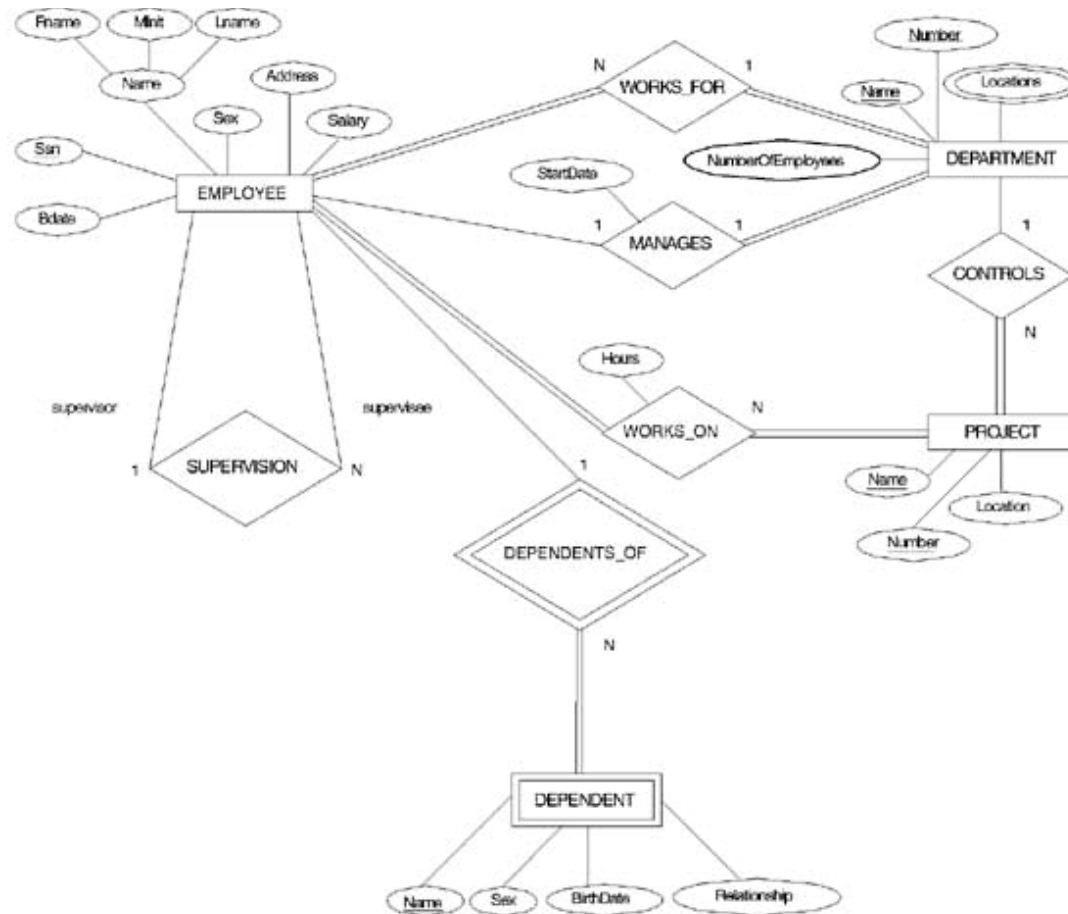 Fname
Minit
Lname
Number
Name
Address
N
WORKS_FOR
1
Locations
Name
Sex
Salary
Ssn
StartDate
NumberOfEmployees
DEPARTMENT
EMPLOYEE
Bdate
1
MANAGES
1
1
CONTROLS
N
Hours
supervisor
supervisee
N
WORKS_ON
PROJECT
1
SUPERVISION
N
1
Name
Location
Number
DEPENDENTS_OF
N
DEPENDENT
Name
Sex
BirthDate
Relationship